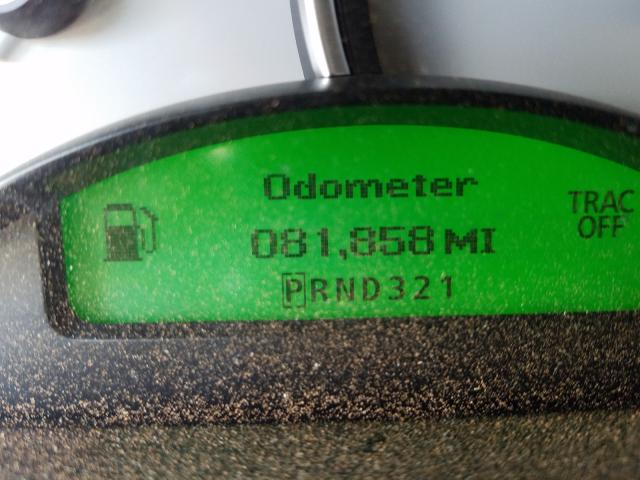 Odometer
TRAC
OFF
081,858 MI
PRND321